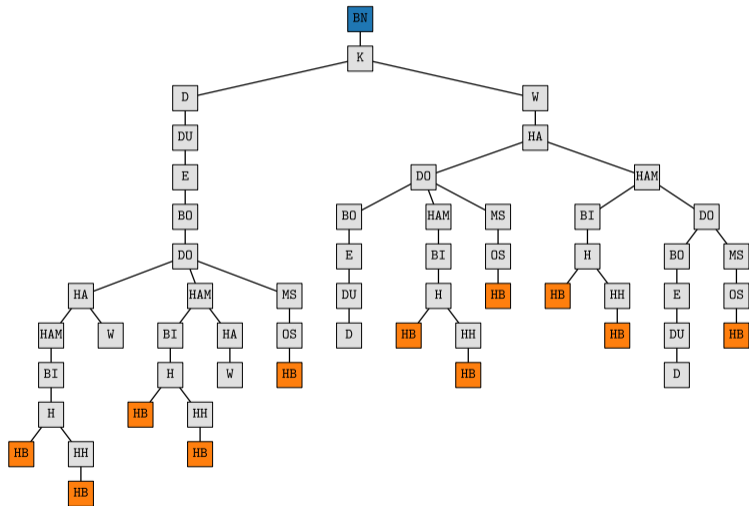 BN
K
D W
DU HA
E DO HAM
BO BO HAM MS BI DO
DO E BI OS H BO MS
HA HAM MS DU H HB HB HH E OS
HAM W BI HA OS D HB HH HB DU HB
BI H W HB HB D
H HB HH
HB HH HB
HB